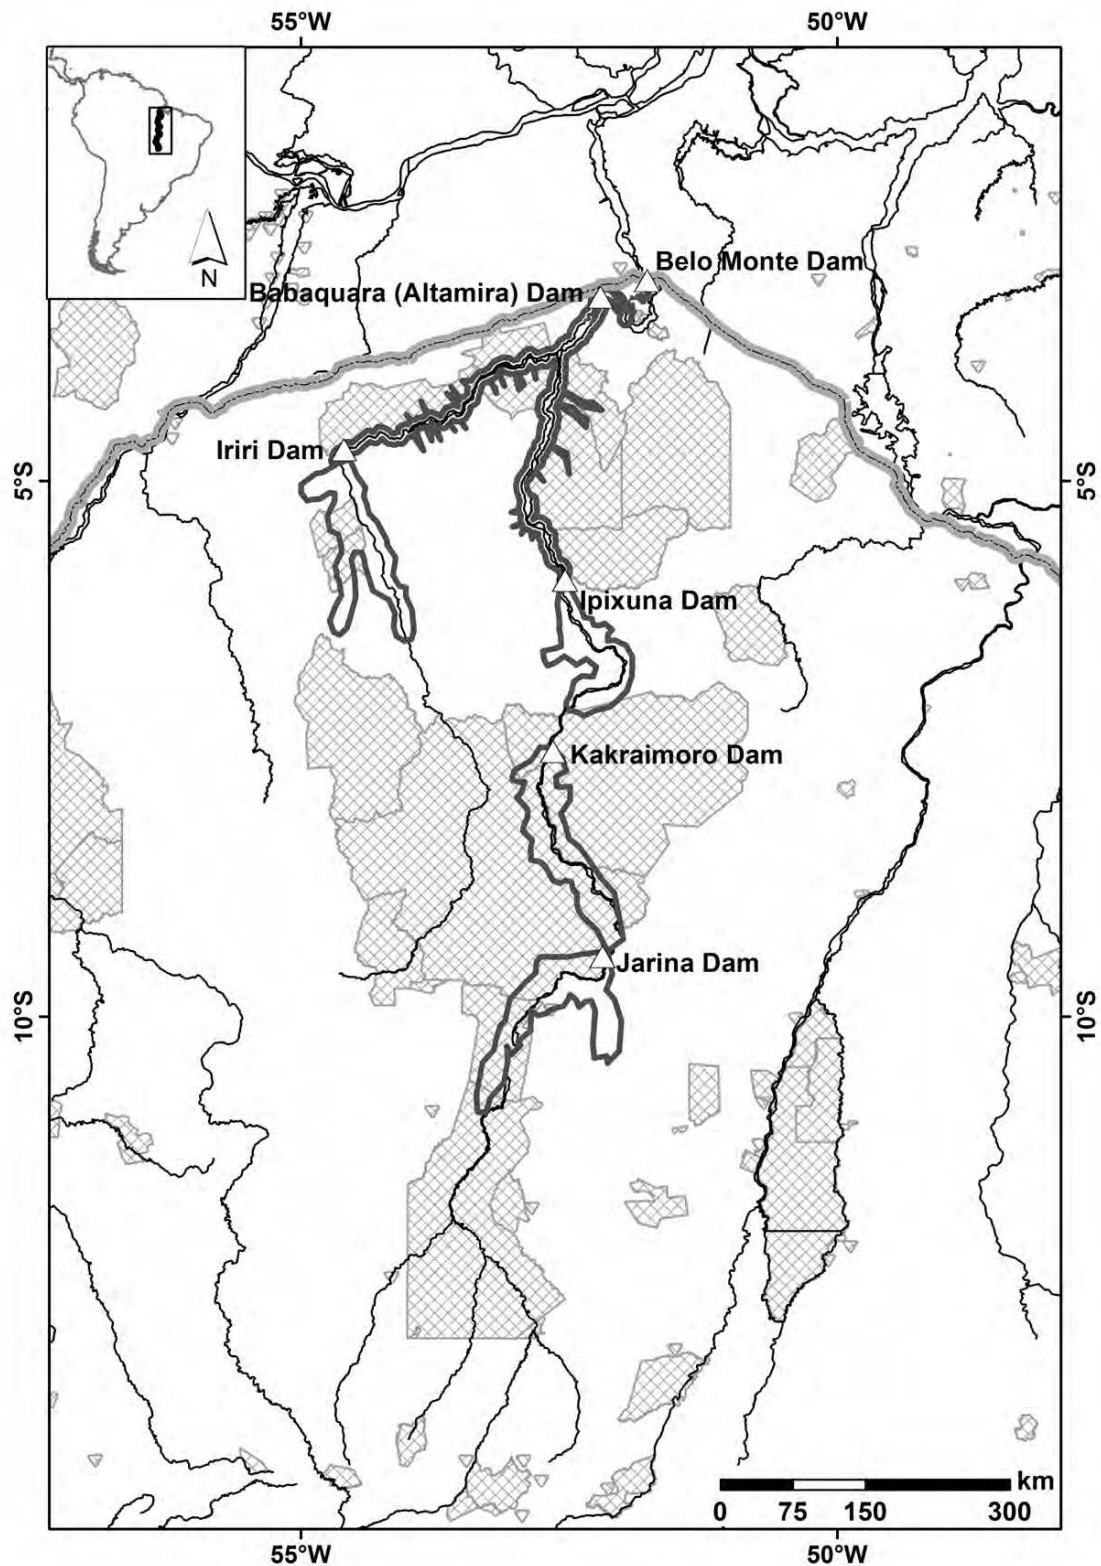 55°W
50°W
N
Belo Monte Dam
Babaquara (Altamira) Dam
Iriri Dam
5°S
5°S
Ipixuna Dam
Kakraimoro Dam
Jarina Dam
10°S
10°S
km
0 75 150 300
55°W
50°W